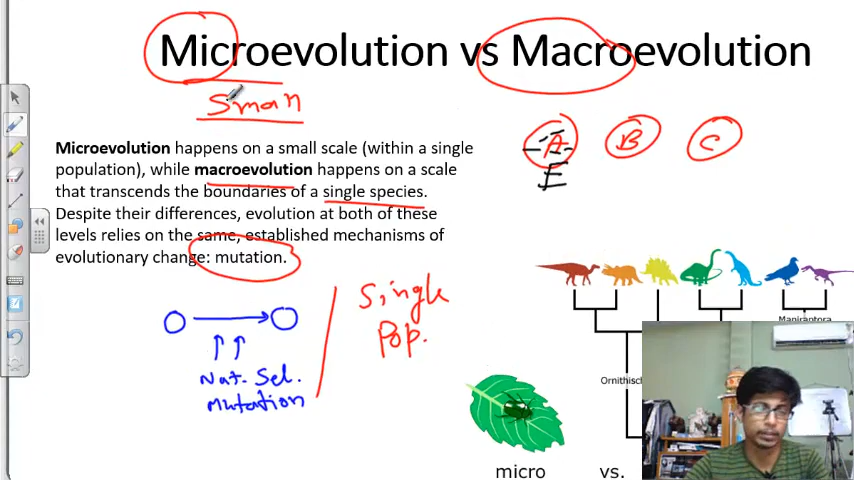 Microevolution vs Macroevolution
Small
A B C
E
Microevolution happens on a small scale (within a single
population), while macroevolution happens on a scale
that transcends the boundaries of a single species.
Despite their differences, evolution at both of these
levels relies on the same, established mechanisms of
evolutionary change: mutation.
Single
Pop.
Nat. Sel.
Mutation
Maniraptora
Ornithisch
micro vs.